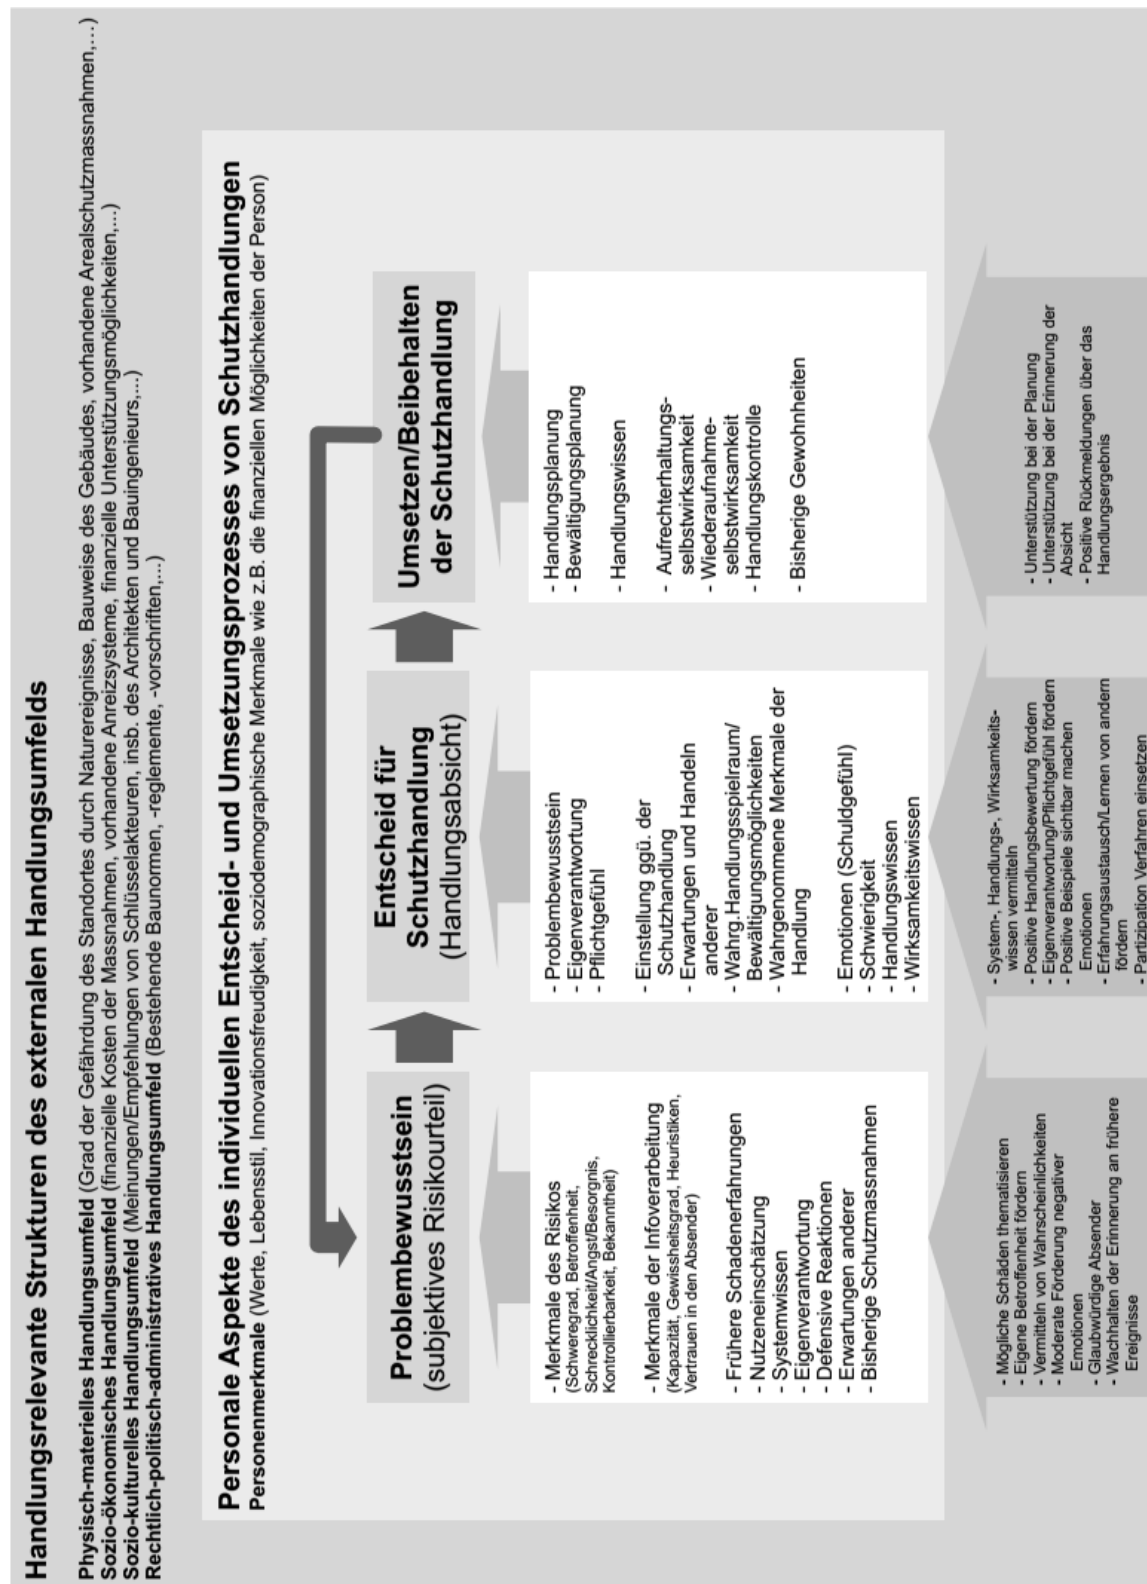 Handlungsrelevante Strukturen des externalen Handlungsumfelds
Physisch-materielles Handlungsumfeld (Grad der Gefährdung des Standortes durch Naturereignisse, Bauweise des Gebäudes, vorhandene Arealschutzmassnahmen,...)
Sozio-ökonomisches Handlungsumfeld (finanzielle Kosten der Massnahmen, vorhandene Anreizsysteme, finanzielle Unterstützungsmöglichkeiten,...)
Sozio-kulturelles Handlungsumfeld (Meinungen/Empfehlungen von Schlüsselakteuren, insb. des Architekten und Bauingenieurs,...)
Rechtlich-politisch-administratives Handlungsumfeld (Bestehende Baunormen, -reglemente, -vorschriften,...)
Personale Aspekte des individuellen Entscheid- und Umsetzungsprozesses von Schutzhandlungen
Personenmerkmale (Werte, Lebensstil, Innovationsfreudigkeit, soziodemographische Merkmale wie z.B. die finanziellen Möglichkeiten der Person)
Problembewusstsein
(subjektives Risikourteil)
- Merkmale des Risikos
(Schweregrad, Betroffenheit,
Schrecklichkeit/Angst/Besorgnis,
Kontrollierbarkeit, Bekanntheit)
- Merkmale der Infoverarbeitung
(Kapazität, Gewissheitsgrad, Heuristiken,
Vertrauen in den Absender)
- Frühere Schadenerfahrungen
- Nutzeneinschätzung
- Systemwissen
- Eigenverantwortung
- Defensive Reaktionen
- Erwartungen anderer
- Bisherige Schutzmassnahmen
- Mögliche Schäden thematisieren
- Eigene Betroffenheit fördern
- Vermitteln von Wahrscheinlichkeiten
- Moderate Förderung negativer
Emotionen
- Glaubwürdige Absender
- Wachhalten der Erinnerung an frühere
Ereignisse
Entscheid für
Schutzhandlung
(Handlungsabsicht)
- Problembewusstsein
- Eigenverantwortung
- Pflichtgefühl
- Einstellung ggü. der
Schutzhandlung
- Erwartungen und Handeln
anderer
- Wahrg.Handlungsspielraum/
Bewältigungsmöglichkeiten
- Wahrgenommene Merkmale der
Handlung
- Emotionen (Schuldgefühl)
- Schwierigkeit
- Handlungswissen
- Wirksamkeitswissen
- System-, Handlungs-, Wirksamkeits-
wissen vermitteln
- Positive Handlungsbewertung fördern
- Eigenverantwortung/Pflichtgefühl fördern
- Positive Beispiele sichtbar machen
Emotionen
- Erfahrungsaustausch/Lernen von andern
fördern
- Partizipation Verfahren einsetzen
Umsetzen/Beibehalten
der Schutzhandlung
- Handlungsplanung
- Bewältigungsplanung
- Handlungswissen
- Aufrechterhaltungs-
selbstwirksamkeit
- Wiederaufnahme-
selbstwirksamkeit
- Handlungskontrolle
- Bisherige Gewohnheiten
- Unterstützung bei der Planung
- Unterstützung bei der Erinnerung der
Absicht
- Positive Rückmeldungen über das
Handlungsergebnis